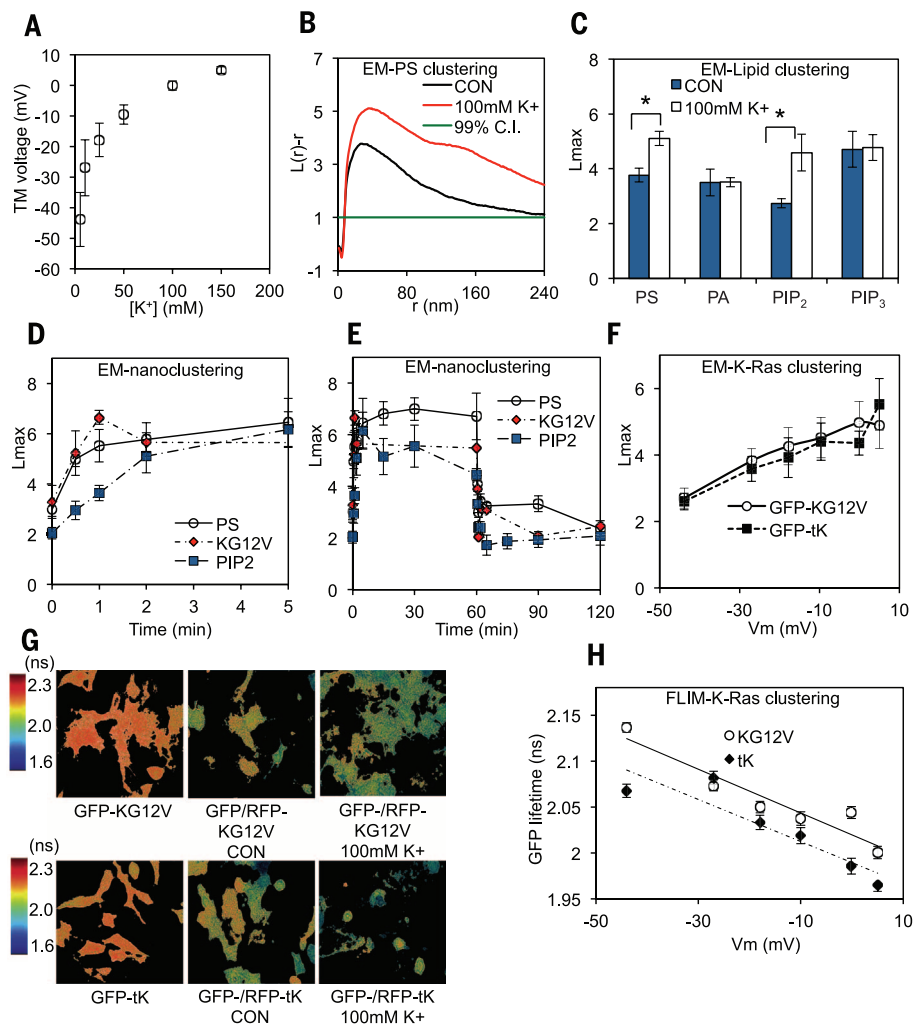 A
TM voltage (mV)
10
0
-10
-20
-30
-40
-50
-60
0 50 100 150 200
[K+] (mM)
B
EM-PS clustering
CON
100mM K+
99% C.I.
L(r)-r
7
5
3
1
-1
0 60 120 180 240
r (nm)
C
EM-Lipid clustering
CON
100mM K+
*
*
Lmax
8
6
4
2
0
PS PA PIP2 PIP3
D
EM-nanoclustering
Lmax
8
6
4
2
0
PS
KG12V
PIP2
0 1 2 3 4 5
Time (min)
E
EM-nanoclustering
Lmax
8
6
4
2
0
PS
KG12V
PIP2
0 30 60 90 120
Time (min)
F
EM-K-Ras clustering
Lmax
8
6
4
2
0
GFP-KG12V
GFP-tK
-50 -30 -10 10
Vm (mV)
G
(ns)
2.3
2.0
1.6
GFP-KG12V
GFP/RFP-
KG12V
CON
GFP-/RFP-
KG12V
100mM K+
2.3
2.0
1.6
GFP-tK
GFP-/RFP-tK
CON
GFP-/RFP-tK
100mM K+
H
FLIM-K-Ras clustering
KG12V
tK
GFP lifetime (ns)
2.15
2.1
2.05
2
1.95
-50 -30 -10 10
Vm (mV)